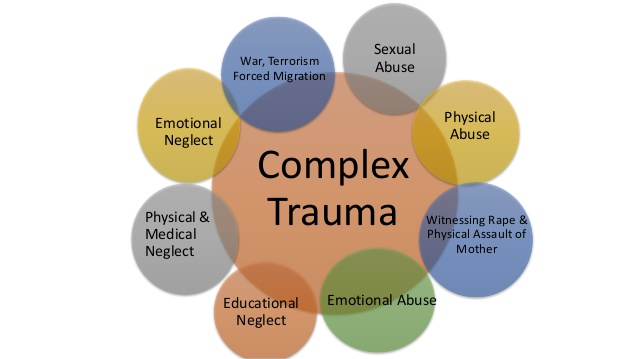 Complex
Trauma
Sexual
Abuse
Physical
Abuse
Witnessing Rape &
Physical Assault of
Mother
Emotional Abuse
Educational
Neglect
Physical &
Medical
Neglect
Emotional
Neglect
War, Terrorism
Forced Migration